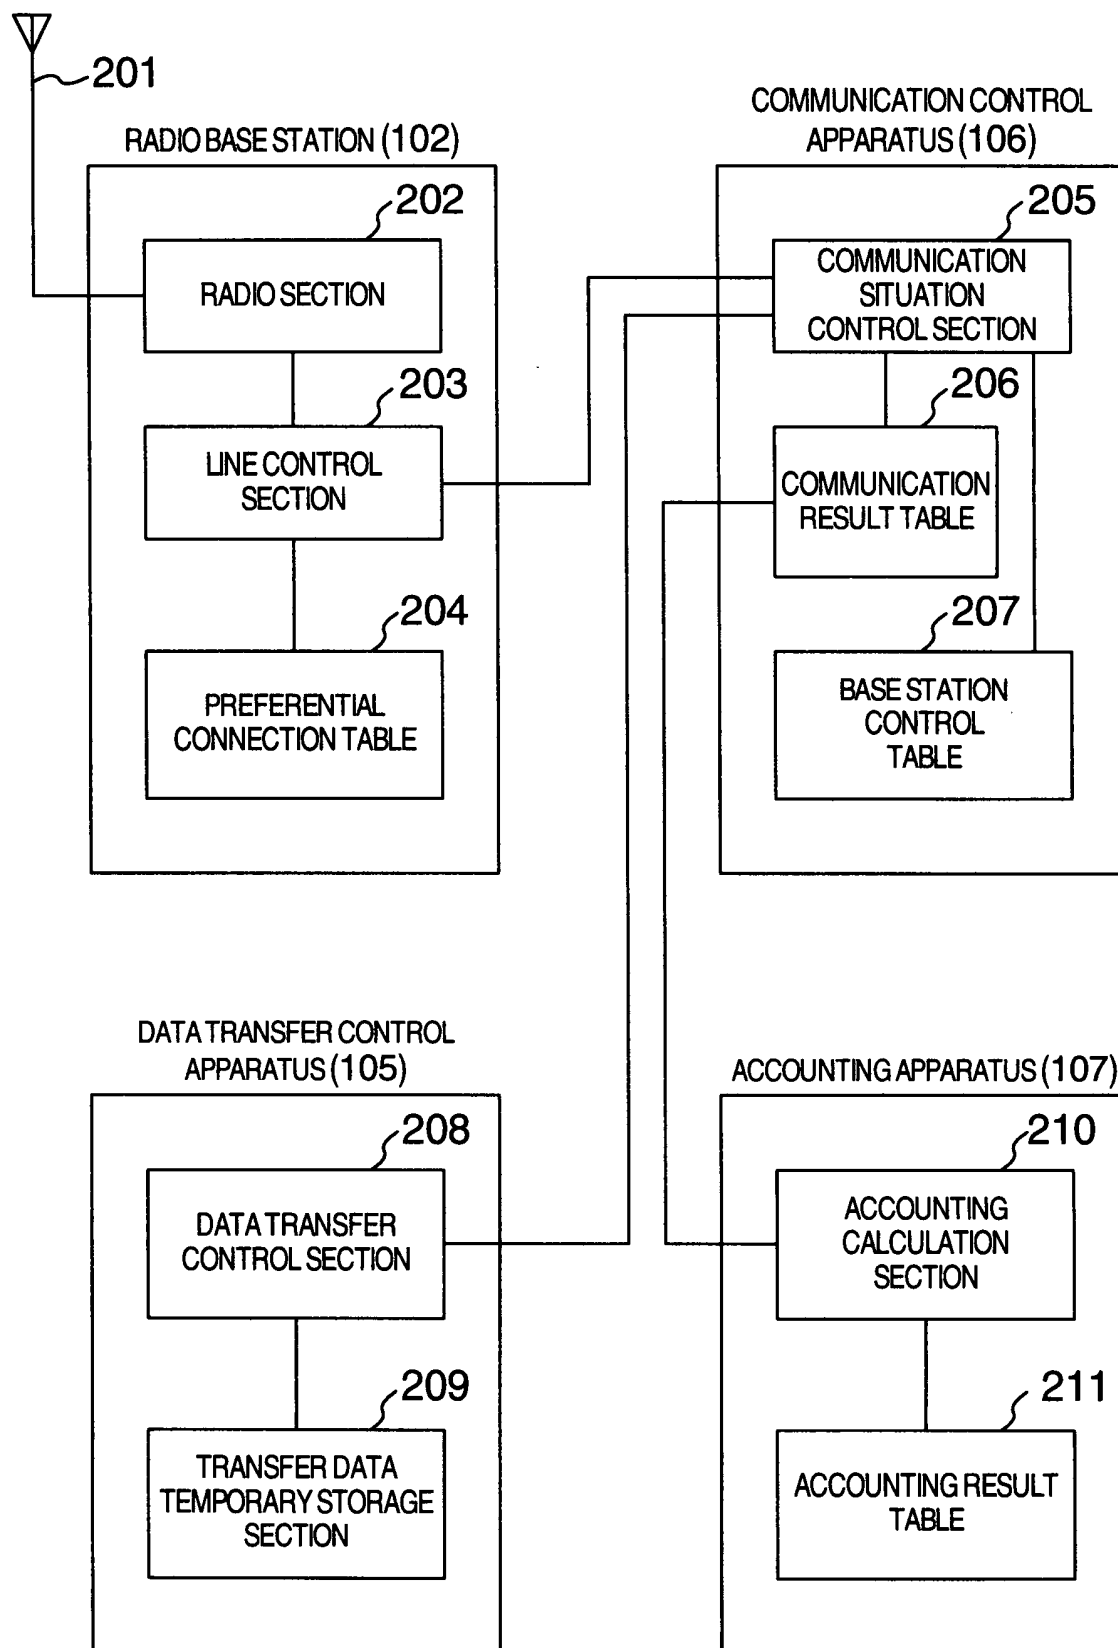 201
RADIO BASE STATION (102)
202
RADIO SECTION
203
LINE CONTROL
SECTION
204
PREFERENTIAL
CONNECTION TABLE
COMMUNICATION CONTROL
APPARATUS (106)
205
COMMUNICATION
SITUATION
CONTROL SECTION
206
COMMUNICATION
RESULT TABLE
207
BASE STATION
CONTROL
TABLE
DATA TRANSFER CONTROL
APPARATUS (105)
208
DATA TRANSFER
CONTROL SECTION
209
TRANSFER DATA
TEMPORARY STORAGE
SECTION
ACCOUNTING APPARATUS (107)
210
ACCOUNTING
CALCULATION
SECTION
211
ACCOUNTING RESULT
TABLE